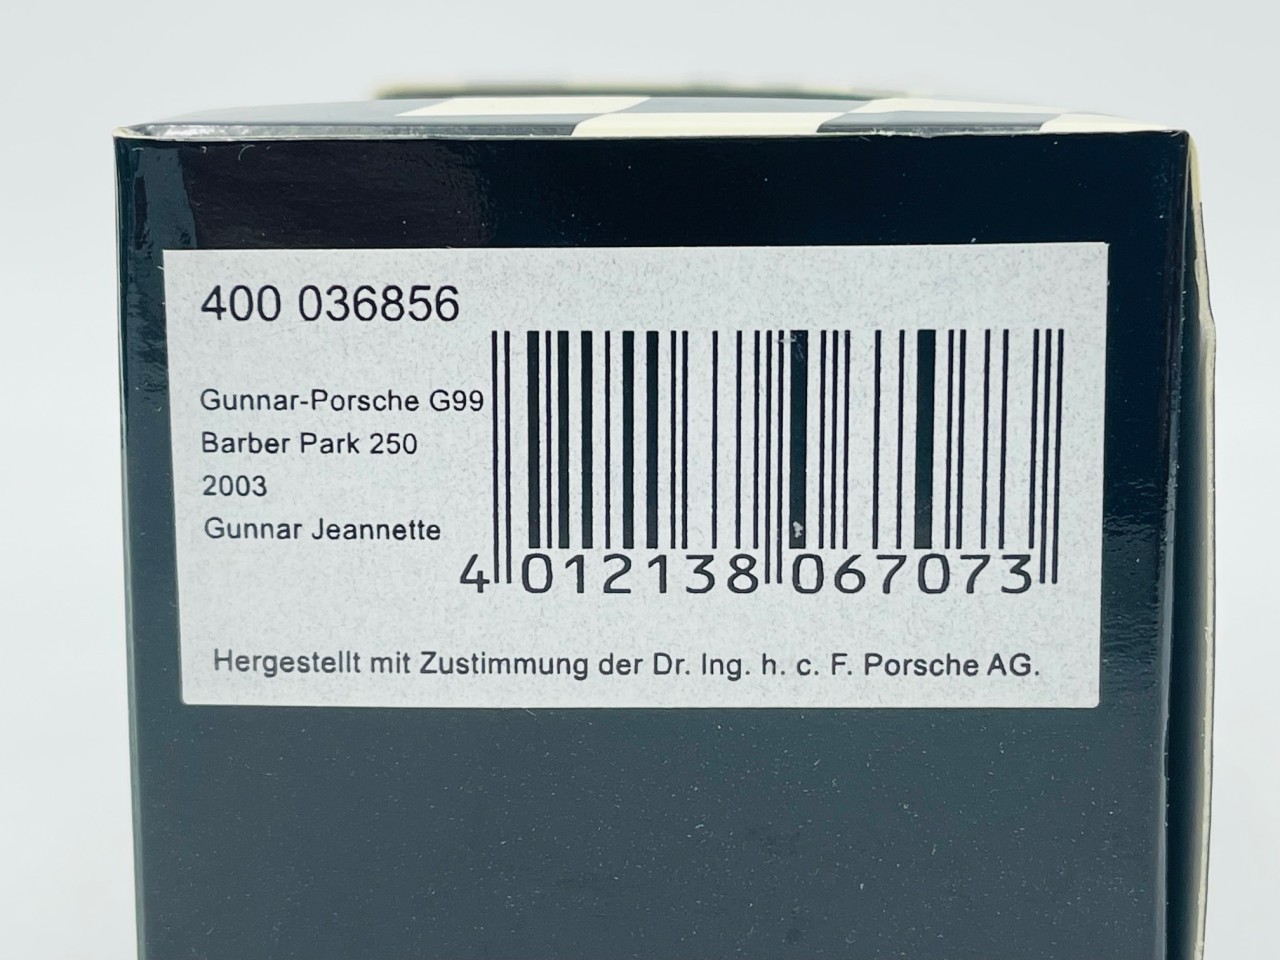 400 036856
Gunnar-Porsche G99
Barber Park 250
2003
Gunnar Jeannette
4 012138 067073
Hergestellt mit Zustimmung der Dr. Ing. h. c. F. Porsche AG.